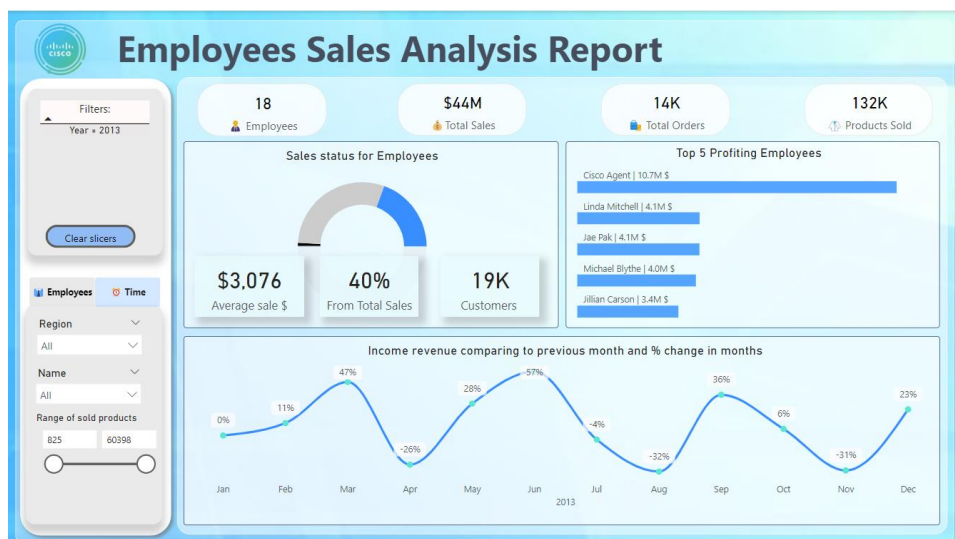 CISCO
Employees Sales Analysis Report
Filters:
Year = 2013
Clear slicers
Employees
Time
Region
All
Name
All
Range of sold products
825
60398
18
Employees
$44M
Total Sales
14K
Total Orders
132K
Products Sold
Sales status for Employees
$3,076
Average sale $
40%
From Total Sales
19K
Customers
Top 5 Profiting Employees
Cisco Agent | 10.7M $
Linda Mitchell | 4.1M $
Jae Pak | 4.1M $
Michael Blythe | 4.0M $
Jillian Carson | 3.4M $
Income revenue comparing to previous month and % change in months
0%
11%
47%
-26%
28%
57%
-4%
-32%
36%
6%
-31%
23%
Jan
Feb
Mar
Apr
May
Jun
Jul
Aug
Sep
Oct
Nov
Dec
2013